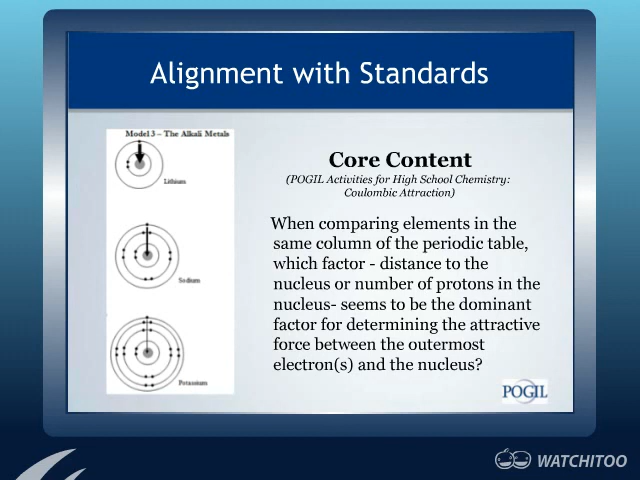 Alignment with Standards
Model 3 – The Alkali Metals
Lithium
Sodium
Potassium
Core Content
(POGIL Activities for High School Chemistry:
Coulombic Attraction)
When comparing elements in the
same column of the periodic table,
which factor - distance to the
nucleus or number of protons in the
nucleus- seems to be the dominant
factor for determining the attractive
force between the outermost
electron(s) and the nucleus?
POGIL
WATCHITOO